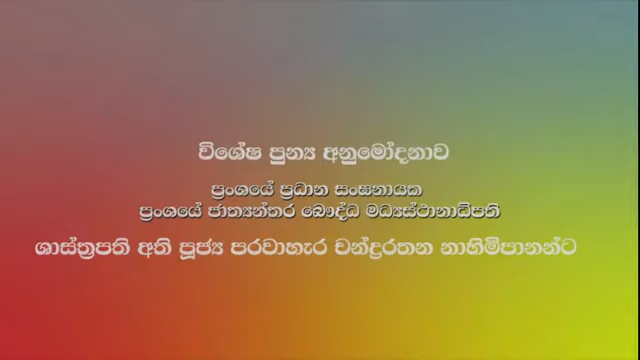 විශේෂ පුන්‍ය අනුමෝදනාව
ප්‍රංශයේ ප්‍රධාන සංඝනායක
ප්‍රංශයේ ජාත්‍යන්තර බෞද්ධ මධ්‍යස්ථානාධිපති
ශාස්ත්‍රපති අති පූජ්‍ය පරවාහැර චන්ද්‍රරතන නාහිමිපානන්ට